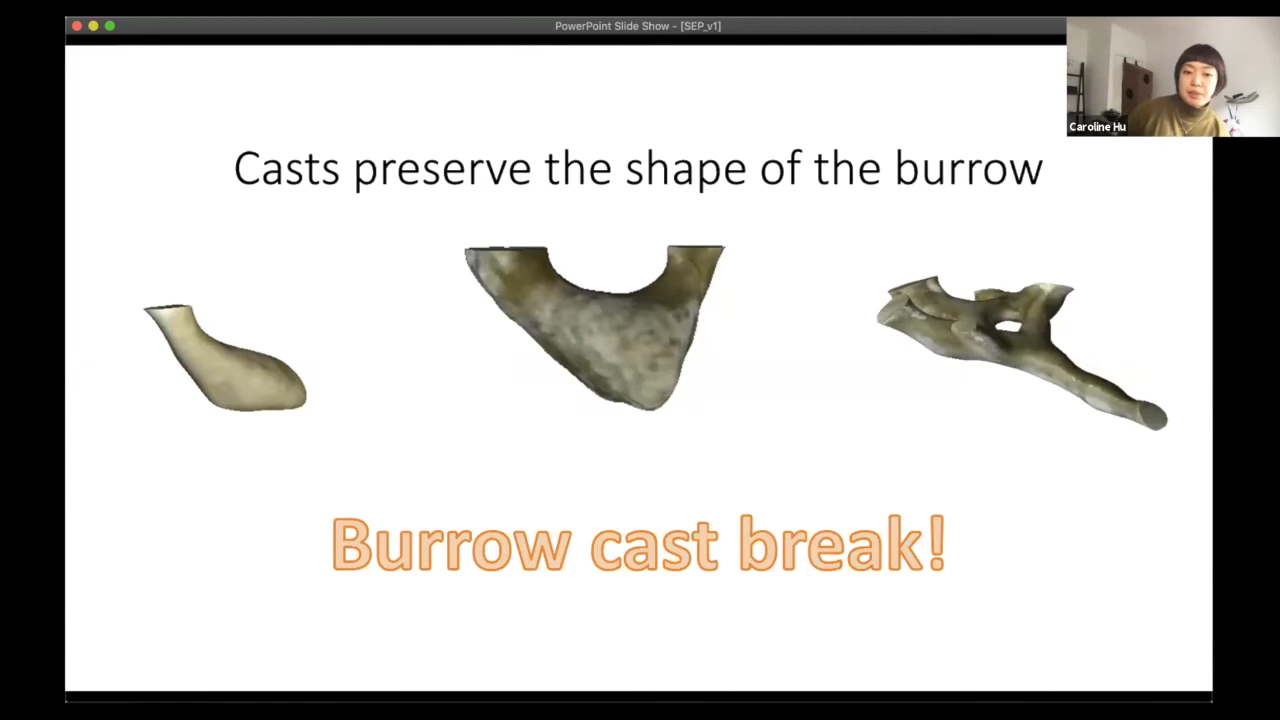 PowerPoint Slide Show - [SEP_v1]
Caroline Hu
Casts preserve the shape of the burrow
Burrow cast break!